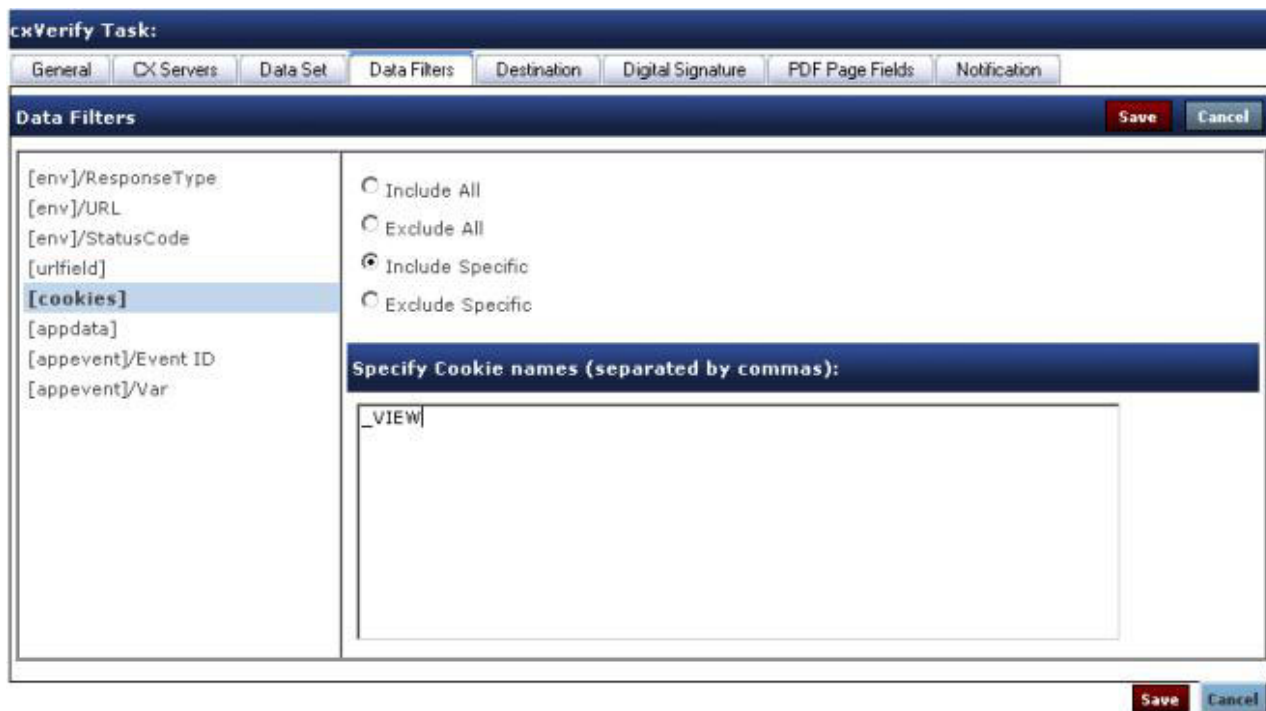 cxVerify Task:
General CX Servers Data Set Data Filters Destination Digital Signature PDF Page Fields Notification
Data Filters Save Cancel
[env]/ResponseType
[env]/URL
[env]/StatusCode
[urlfield]
[cookies]
[appdata]
[appevent]/Event ID
[appevent]/Var
Include All
Exclude All
Include Specific
Exclude Specific
Specify Cookie names (separated by commas):
_VIEW
Save Cancel